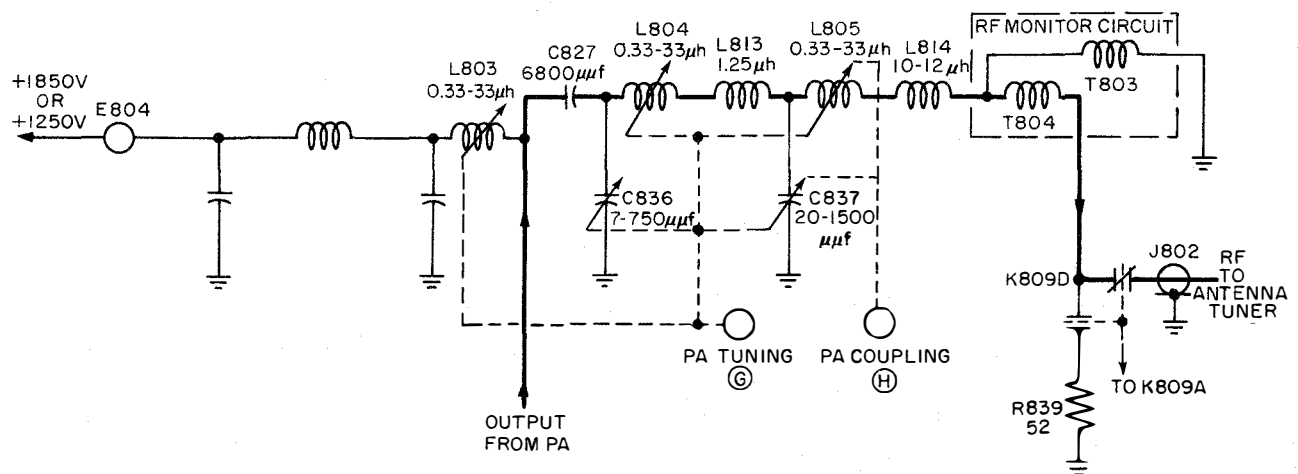 +1850V
OR
+1250V
E804
L803
0.33-33μh
C827
6800μμf
L804
0.33-33μh
L813
1.25μh
L805
0.33-33μh
L814
10-12μh
RF MONITOR CIRCUIT
T803
T804
C836
7-750μμf
C837
20-1500
μμf
K809D
J802
RF
TO
ANTENNA
TUNER
PA TUNING
G
PA COUPLING
H
TO K809A
R839
52
OUTPUT
FROM PA